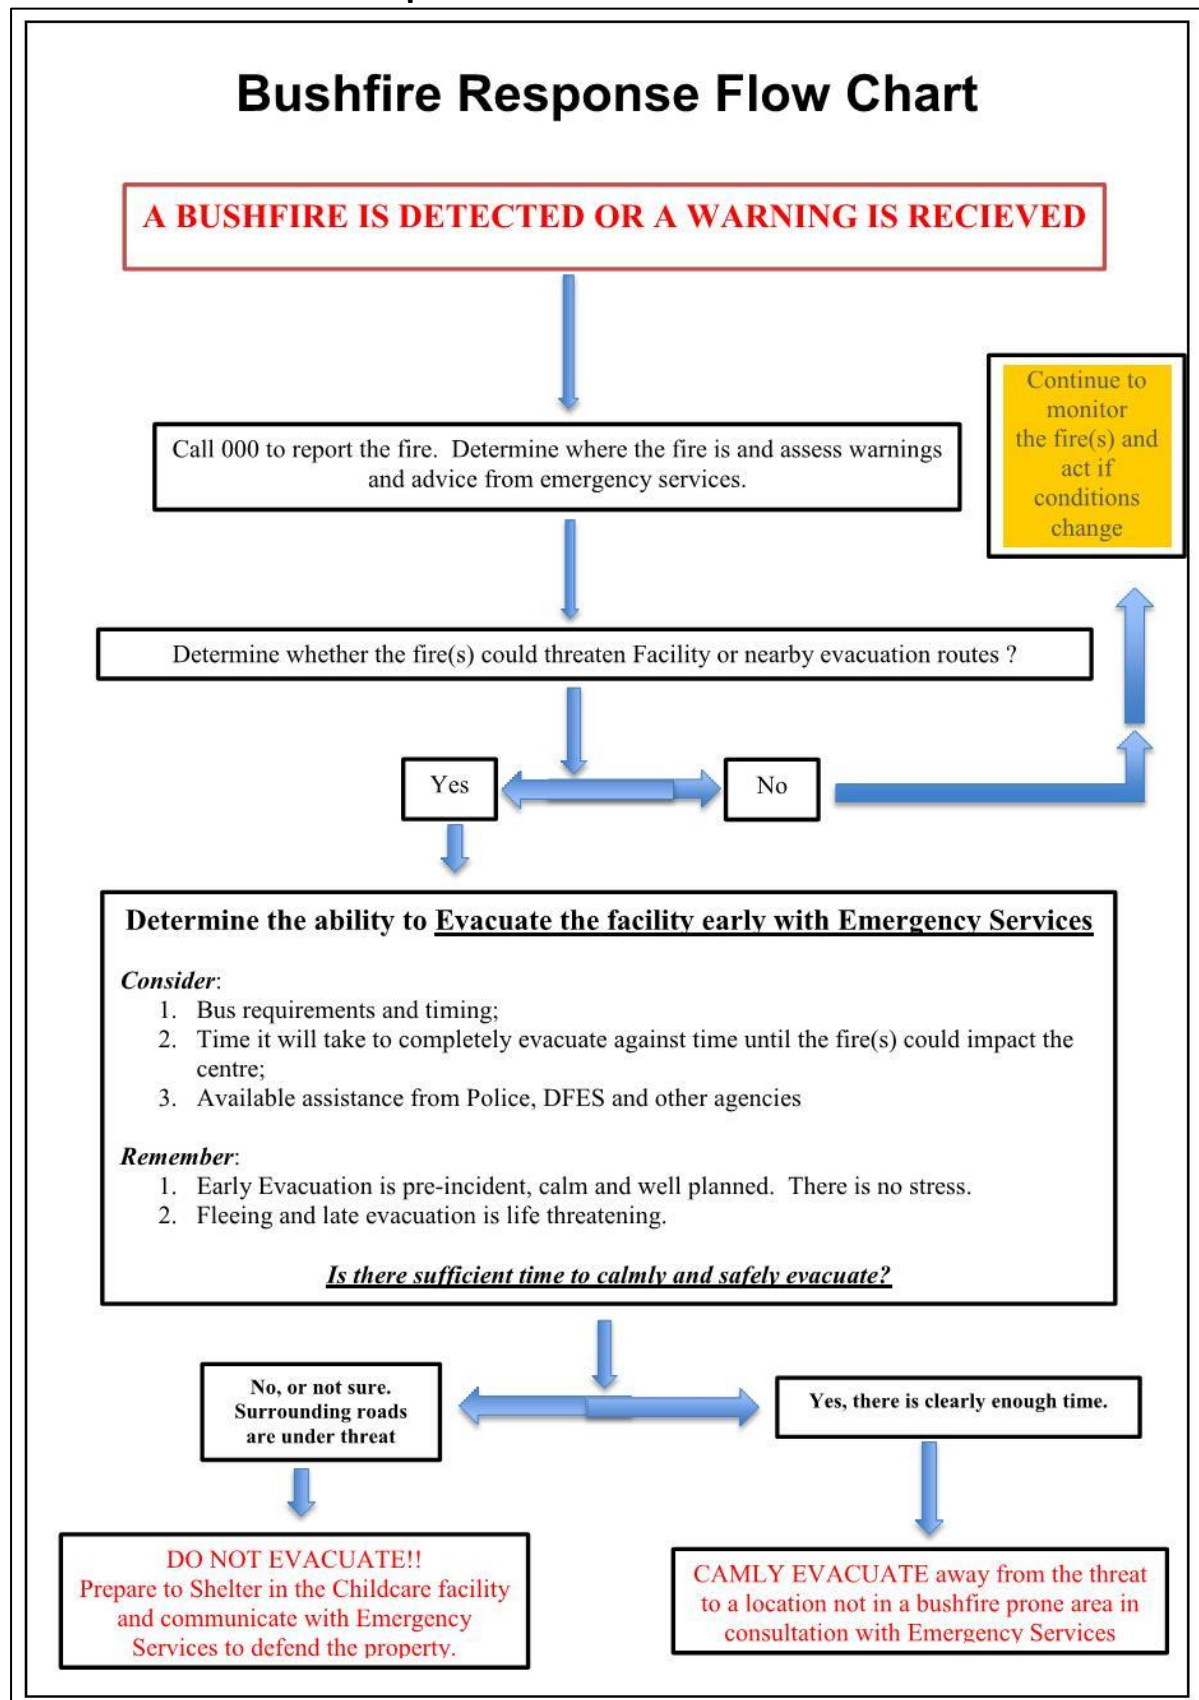 Bushfire Response Flow Chart
A BUSHFIRE IS DETECTED OR A WARNING IS RECIEVED
Call 000 to report the fire. Determine where the fire is and assess warnings
and advice from emergency services.
Continue to
monitor
the fire(s) and
act if
conditions
change
Determine whether the fire(s) could threaten Facility or nearby evacuation routes ?
Yes
No
Determine the ability to Evacuate the facility early with Emergency Services
Consider:
1. Bus requirements and timing;
2. Time it will take to completely evacuate against time until the fire(s) could impact the
centre;
3. Available assistance from Police, DFES and other agencies
Remember:
1. Early Evacuation is pre-incident, calm and well planned. There is no stress.
2. Fleeing and late evacuation is life threatening.
Is there sufficient time to calmly and safely evacuate?
No, or not sure.
Surrounding roads
are under threat
Yes, there is clearly enough time.
DO NOT EVACUATE!!
Prepare to Shelter in the Childcare facility
and communicate with Emergency
Services to defend the property.
CAMLY EVACUATE away from the threat
to a location not in a bushfire prone area in
consultation with Emergency Services